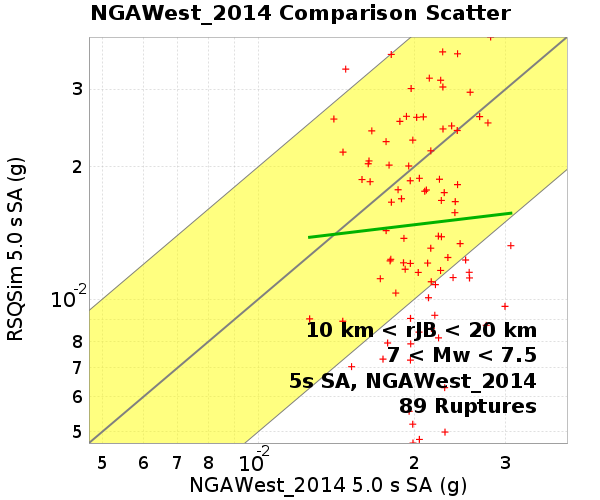 NGAWest_2014 Comparison Scatter
RSQSim 5.0 s SA (g)
3
2
10-2
8
7
6
5
10 km < rJB < 20 km
7 < Mw < 7.5
5s SA, NGAWest_2014
89 Ruptures
5 6 7 8 10-2 2 3
NGAWest_2014 5.0 s SA (g)